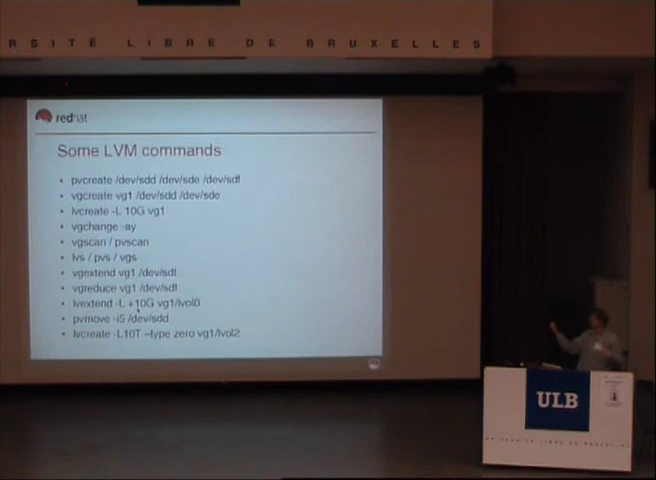 RSITÉ LIBRE DE BRUXELLES
redhat
Some LVM commands
• pvcreate /dev/sdd /dev/sde /dev/sdf
• vgcreate vg1 /dev/sdd /dev/sde
• lvcreate -L 10G vg1
• vgchange -ay
• vgscan / pvscan
• lvs / pvs / vgs
• vgextend vg1 /dev/sdf
• vgreduce vg1 /dev/sdf
• lvextend -L +10G vg1/lvol0
• pvmove -i5 /dev/sdd
• lvcreate -L10T –type zero vg1/lvol2
ULB